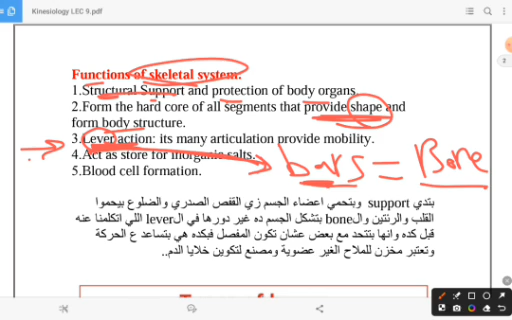 Kinesiology LEC 9.pdf
Functions of skeletal system:
1.Structural Support and protection of body organs.
2.Form the hard core of all segments that provide shape and
form body structure.
3.Lever action: its many articulation provide mobility.
4.Act as store for inorganic salts.
5.Blood cell formation.
bars = Bone
بتدي support وبتحمي اعضاء الجسم زي القفص الصدري والضلوع بيحموا
القلب والرنتين والbone بتشكل الجسم ده غير دورها في الlever اللي اتكلمنا عنه
قبل كده وانها بتتحد مع بعض عشان تكون المفصل فبكده هي بتساعد ع الحركة
وتعتبر مخزن للملاح الغير عضوية ومصنع لتكوين خلايا الدم..
2